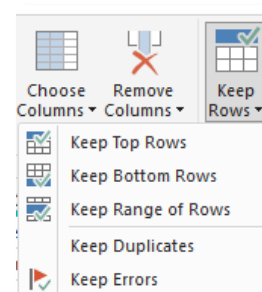 Choose Remove Keep
Columns Columns Rows
Keep Top Rows
Keep Bottom Rows
Keep Range of Rows
Keep Duplicates
Keep Errors